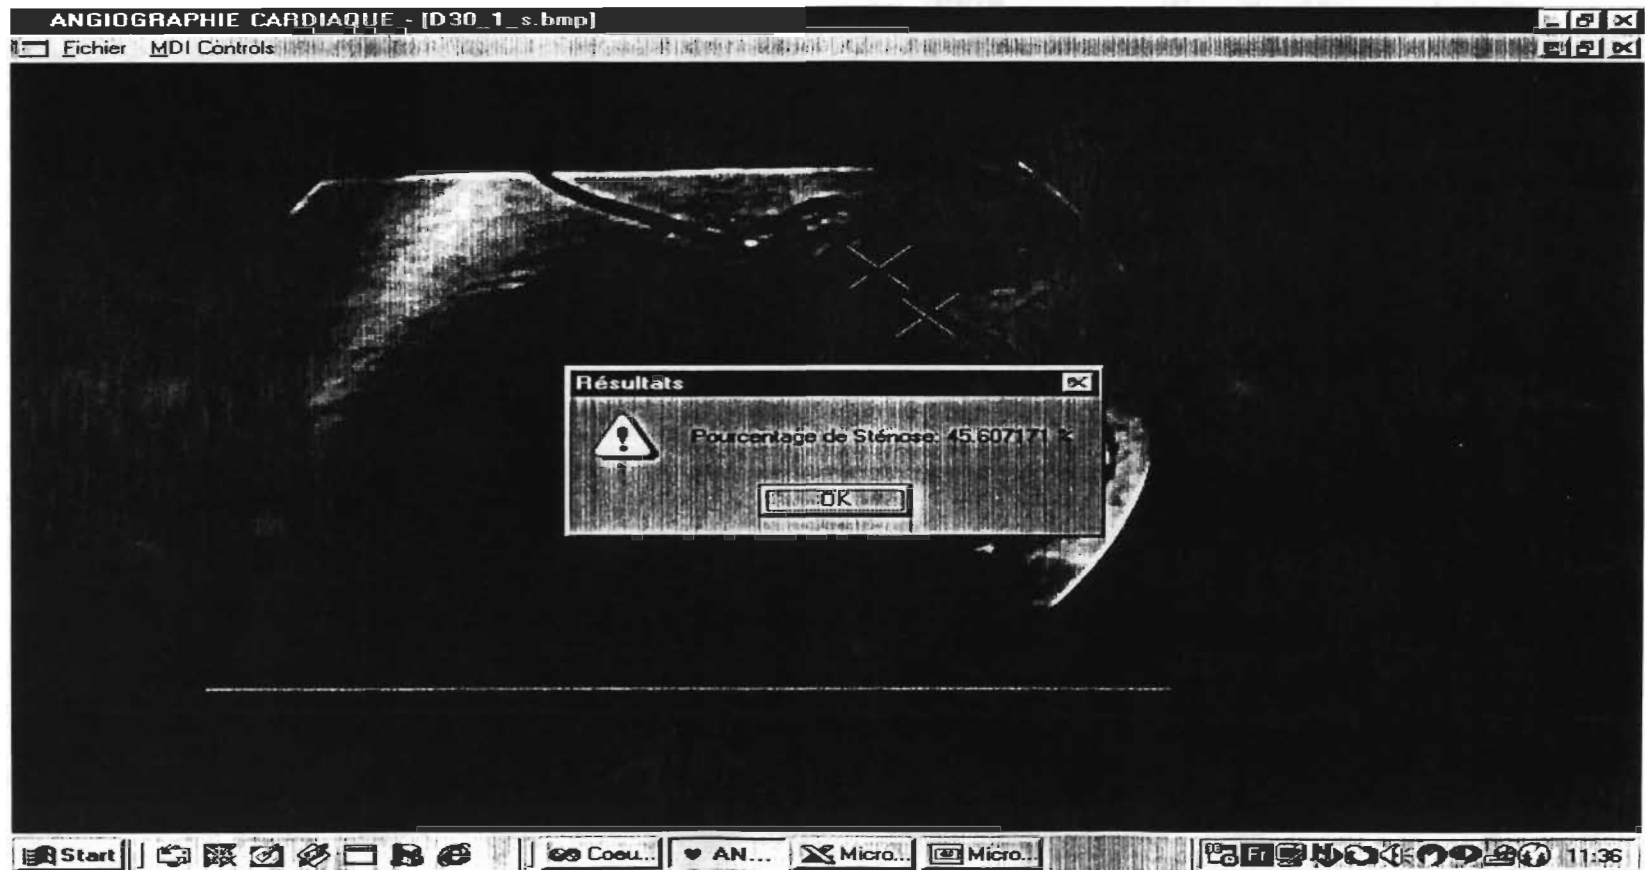 ANGIOGRAPHIE CARDIAQUE - [D30_1_s.bmp]
Fichier MDI Controls
Résultats
Pourcentage de Sténose: 45.607171 %
OK
Start Coeu... AN... Micro... Micro... 11:36